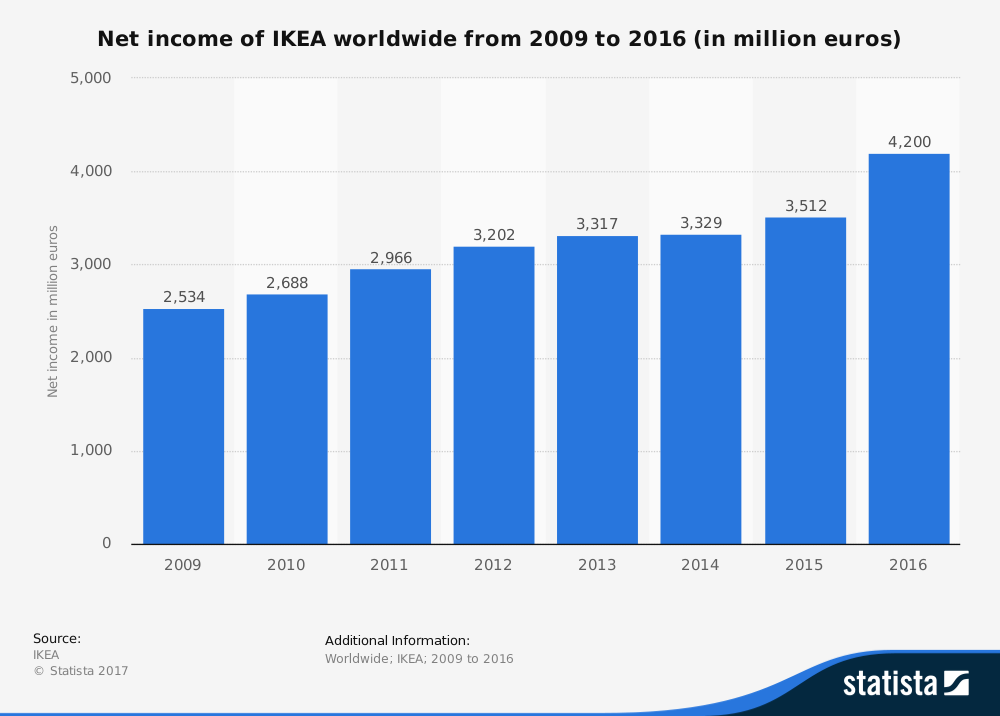 Net income of IKEA worldwide from 2009 to 2016 (in million euros)
Net income in million euros
5,000
4,000
3,000
2,000
1,000
0
2,534
2,688
2,966
3,202
3,317
3,329
3,512
4,200
2009
2010
2011
2012
2013
2014
2015
2016
Source:
IKEA
© Statista 2017
Additional Information:
Worldwide; IKEA; 2009 to 2016
statista